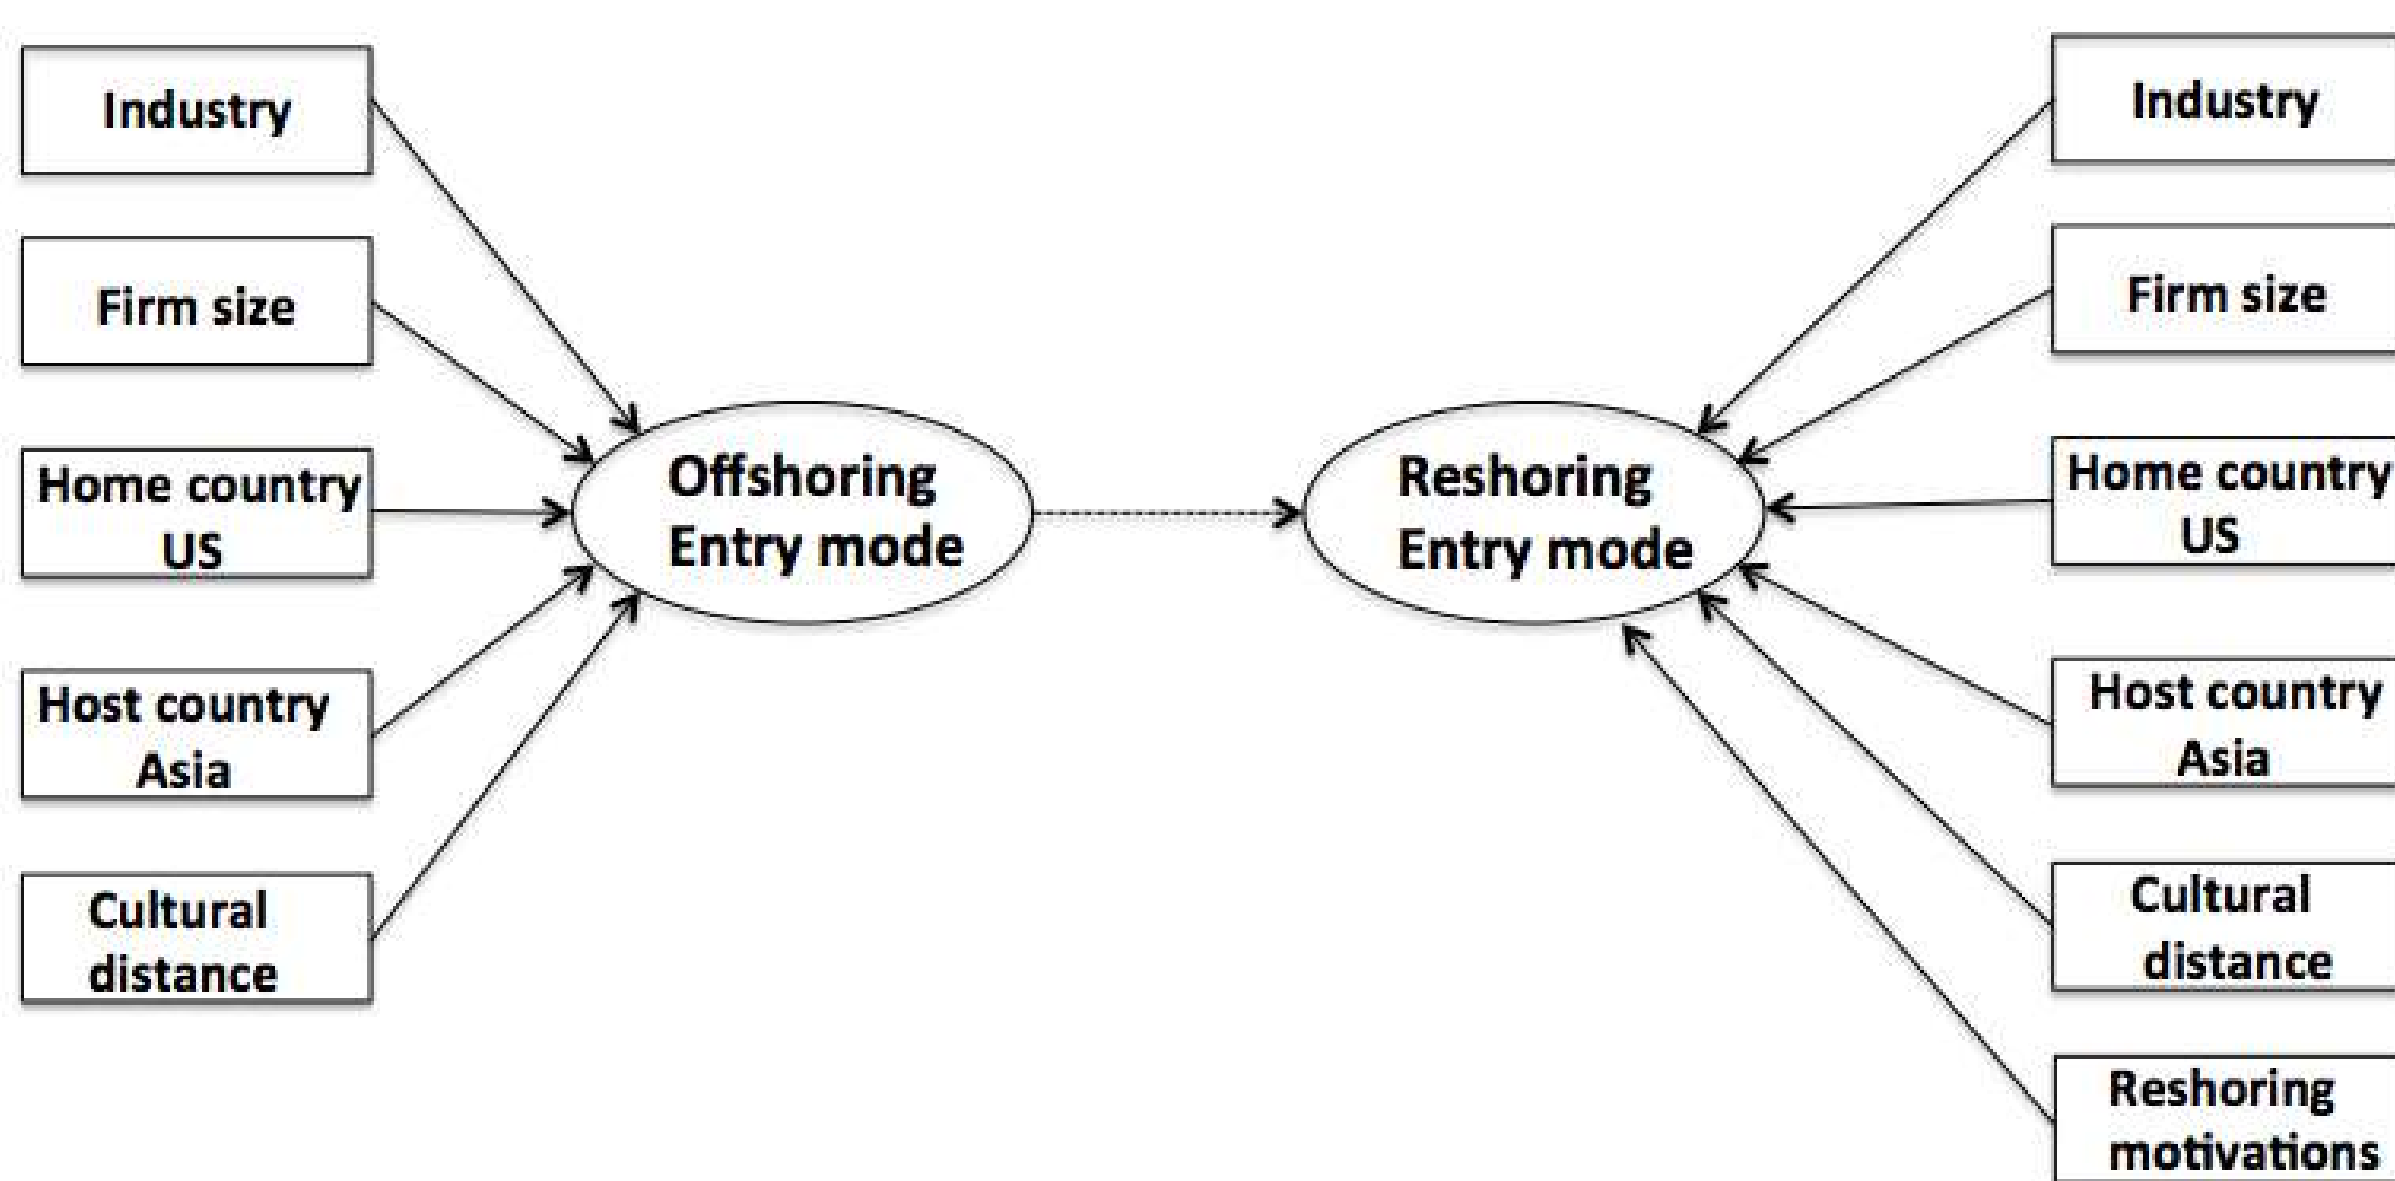 Industry
Firm size
Home country
US
Host country
Asia
Cultural
distance
Offshoring
Entry mode
Reshoring
Entry mode
Industry
Firm size
Home country
US
Host country
Asia
Cultural
distance
Reshoring
motivations